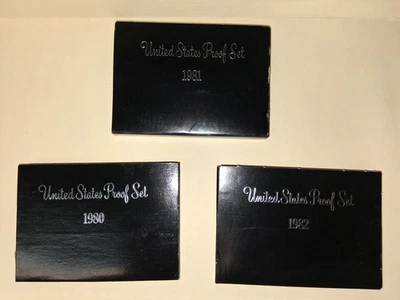 United States Proof Set
1981
United States Proof Set
1980
United States Proof Set
1982